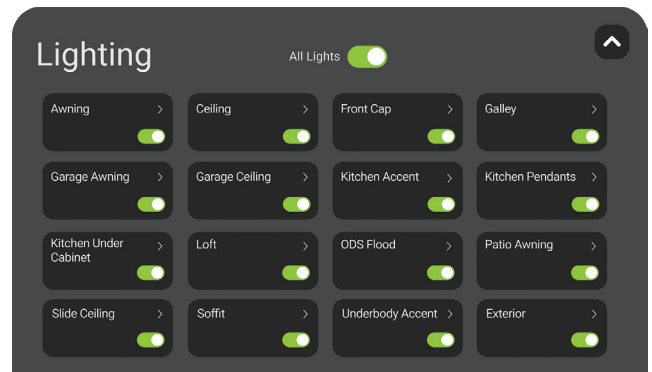 Lighting
All Lights
Awning
Ceiling
Front Cap
Galley
Garage Awning
Garage Ceiling
Kitchen Accent
Kitchen Pendants
Kitchen Under
Cabinet
Loft
ODS Flood
Patio Awning
Slide Ceiling
Soffit
Underbody Accent
Exterior